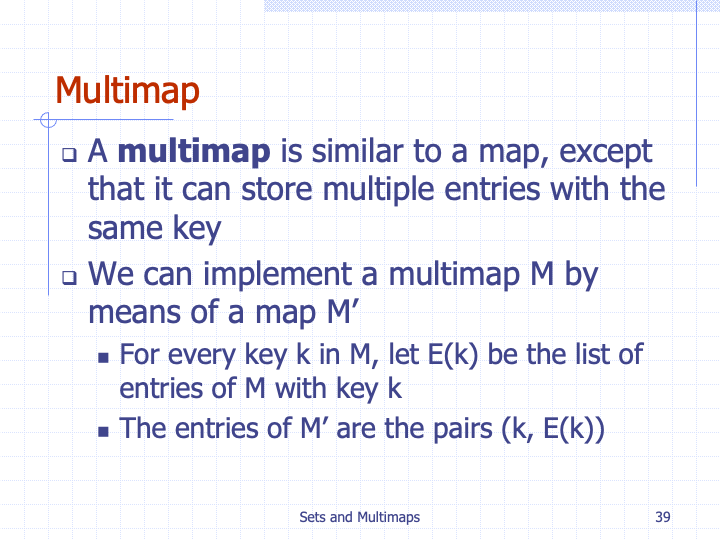 Multimap
A multimap is similar to a map, except
that it can store multiple entries with the
same key
We can implement a multimap M by
means of a map M’
For every key k in M, let E(k) be the list of
entries of M with key k
The entries of M’ are the pairs (k, E(k))
Sets and Multimaps
39